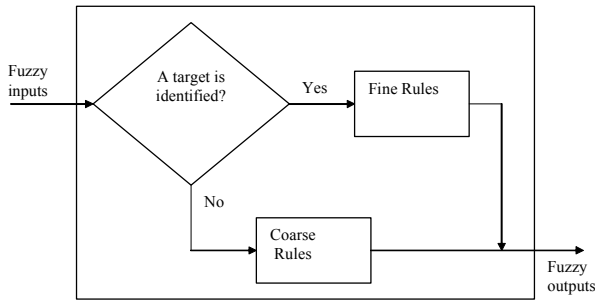 Fuzzy
inputs
A target is
identified?
Yes
Fine Rules
No
Coarse
Rules
Fuzzy
outputs